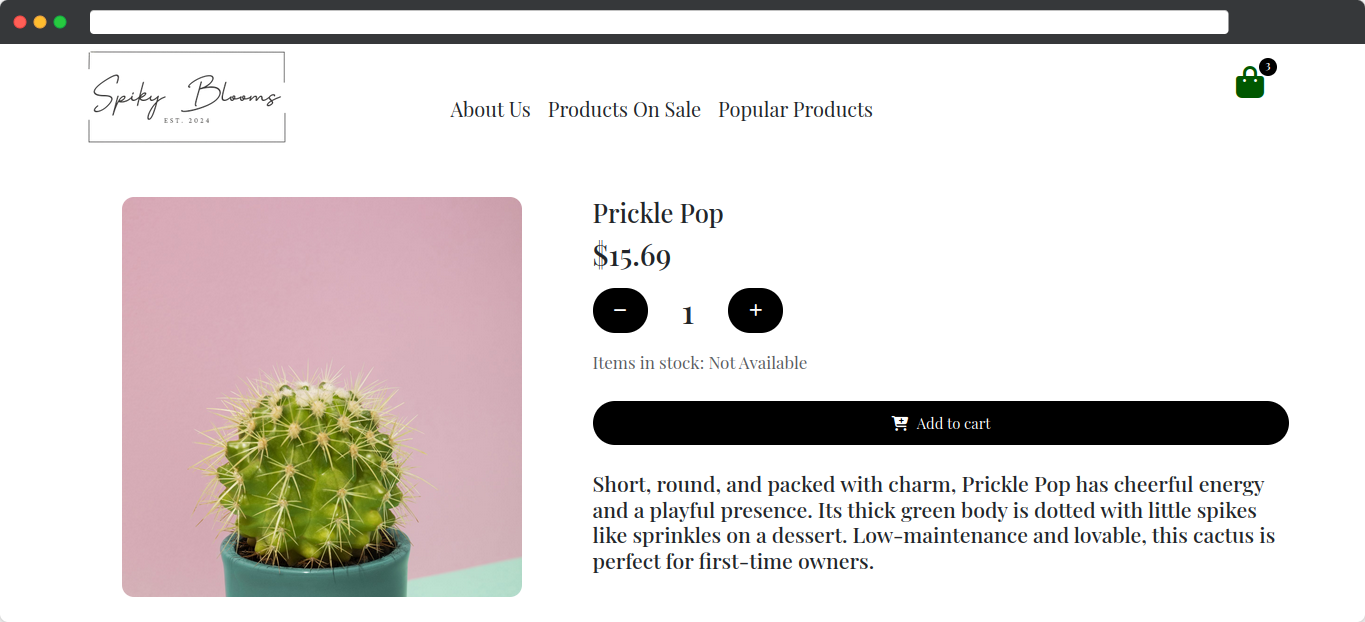 Spiky Blooms
EST. 2024
3
About Us Products On Sale Popular Products
Prickle Pop
$15.69
− 1 +
Items in stock: Not Available
Add to cart
Short, round, and packed with charm, Prickle Pop has cheerful energy
and a playful presence. Its thick green body is dotted with little spikes
like sprinkles on a dessert. Low-maintenance and lovable, this cactus is
perfect for first-time owners.